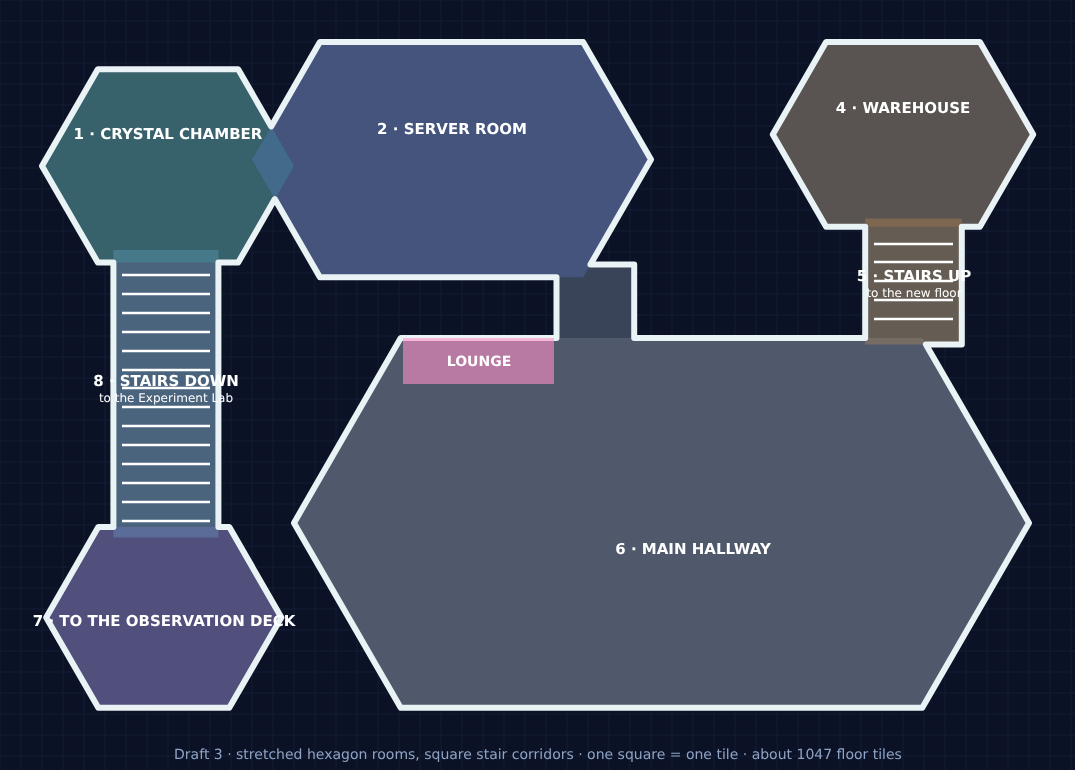 1 · CRYSTAL CHAMBER
2 · SERVER ROOM
4 · WAREHOUSE
5 · STAIRS UP
to the new floor
LOUNGE
8 · STAIRS DOWN
to the Experiment Lab
6 · MAIN HALLWAY
7 · TO THE OBSERVATION DECK
Draft 3 · stretched hexagon rooms, square stair corridors · one square = one tile · about 1047 floor tiles